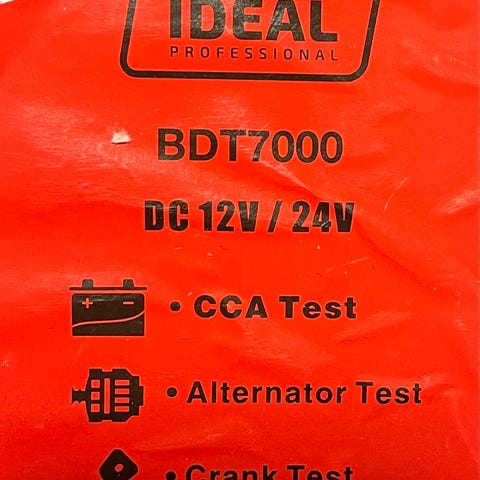 IDEAL
PROFESSIONAL
BDT7000
DC 12V / 24V
• CCA Test
• Alternator Test
• Crank Test